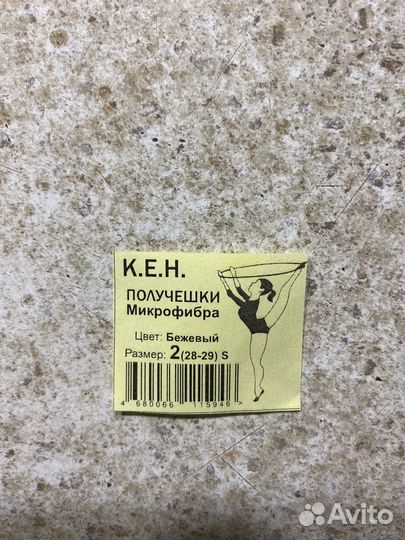 К.Е.Н.
ПОЛУЧЕШКИ
Микрофибра
Цвет: Бежевый
Размер: 2(28-29) S
4 680066 115946
Avito